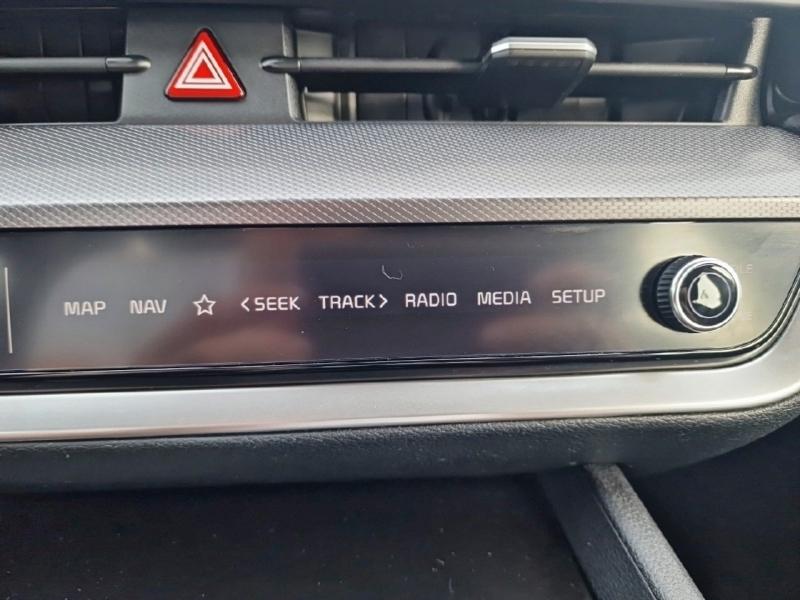 MAP NAV ☆ <SEEK TRACK> RADIO MEDIA SETUP